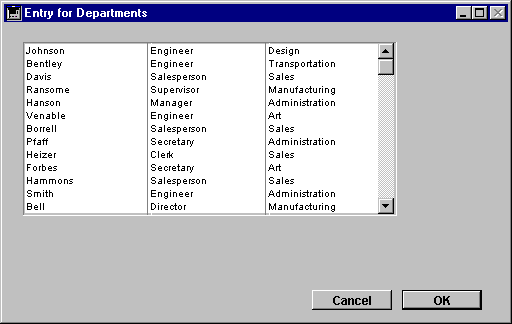 Entry for Departments
Johnson Engineer Design
Bentley Engineer Transportation
Davis Salesperson Sales
Ransome Supervisor Manufacturing
Hanson Manager Administration
Venable Engineer Art
Borrell Salesperson Sales
Pfaff Secretary Administration
Heizer Clerk Sales
Forbes Secretary Art
Hammons Salesperson Sales
Smith Engineer Administration
Bell Director Manufacturing
Cancel OK